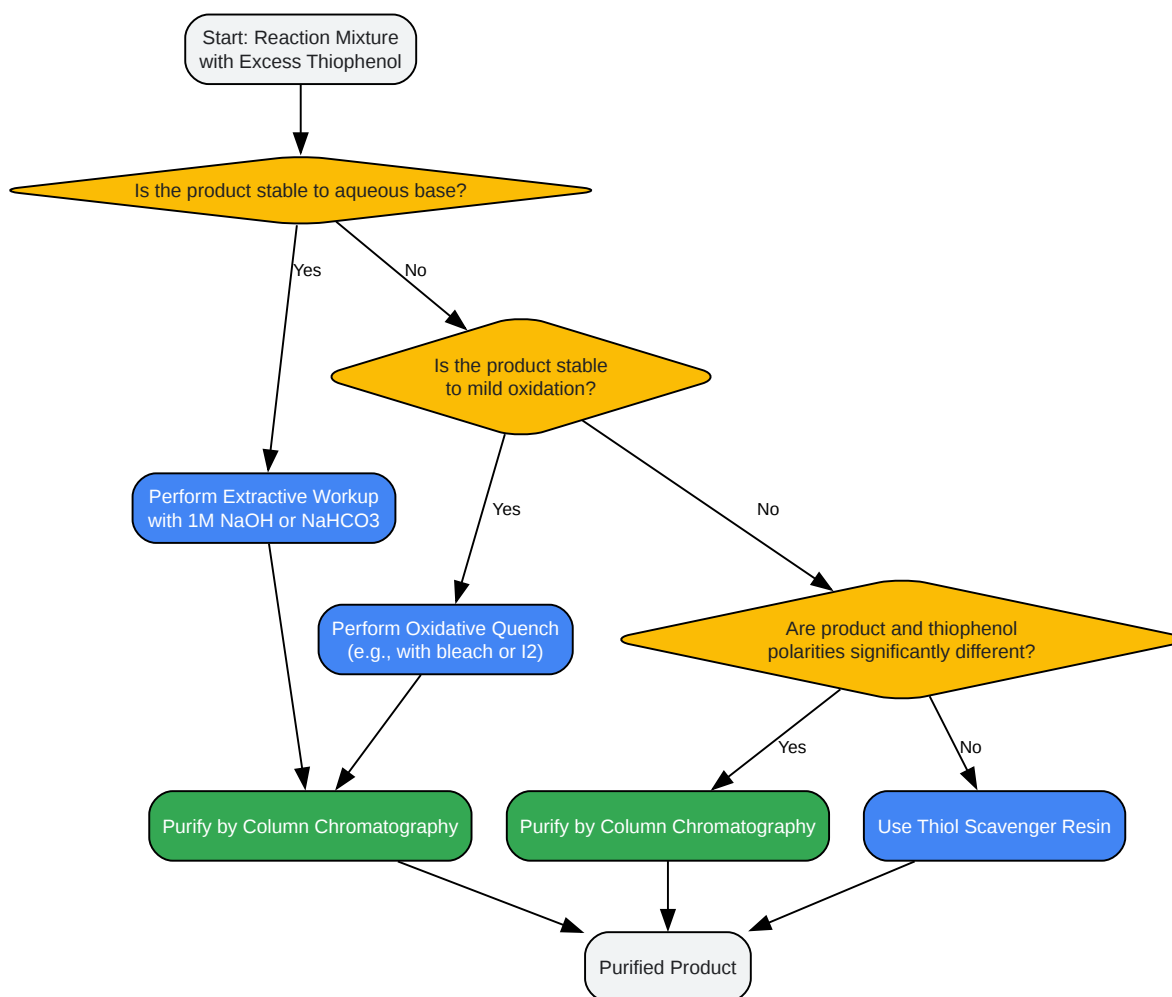 Start: Reaction Mixture
with Excess Thiophenol
Is the product stable to aqueous base?
Yes
No
Is the product stable
to mild oxidation?
Perform Extractive Workup
with 1M NaOH or NaHCO3
Yes
No
Perform Oxidative Quench
(e.g., with bleach or I2)
Are product and thiophenol
polarities significantly different?
Yes
No
Purify by Column Chromatography
Purify by Column Chromatography
Use Thiol Scavenger Resin
Purified Product